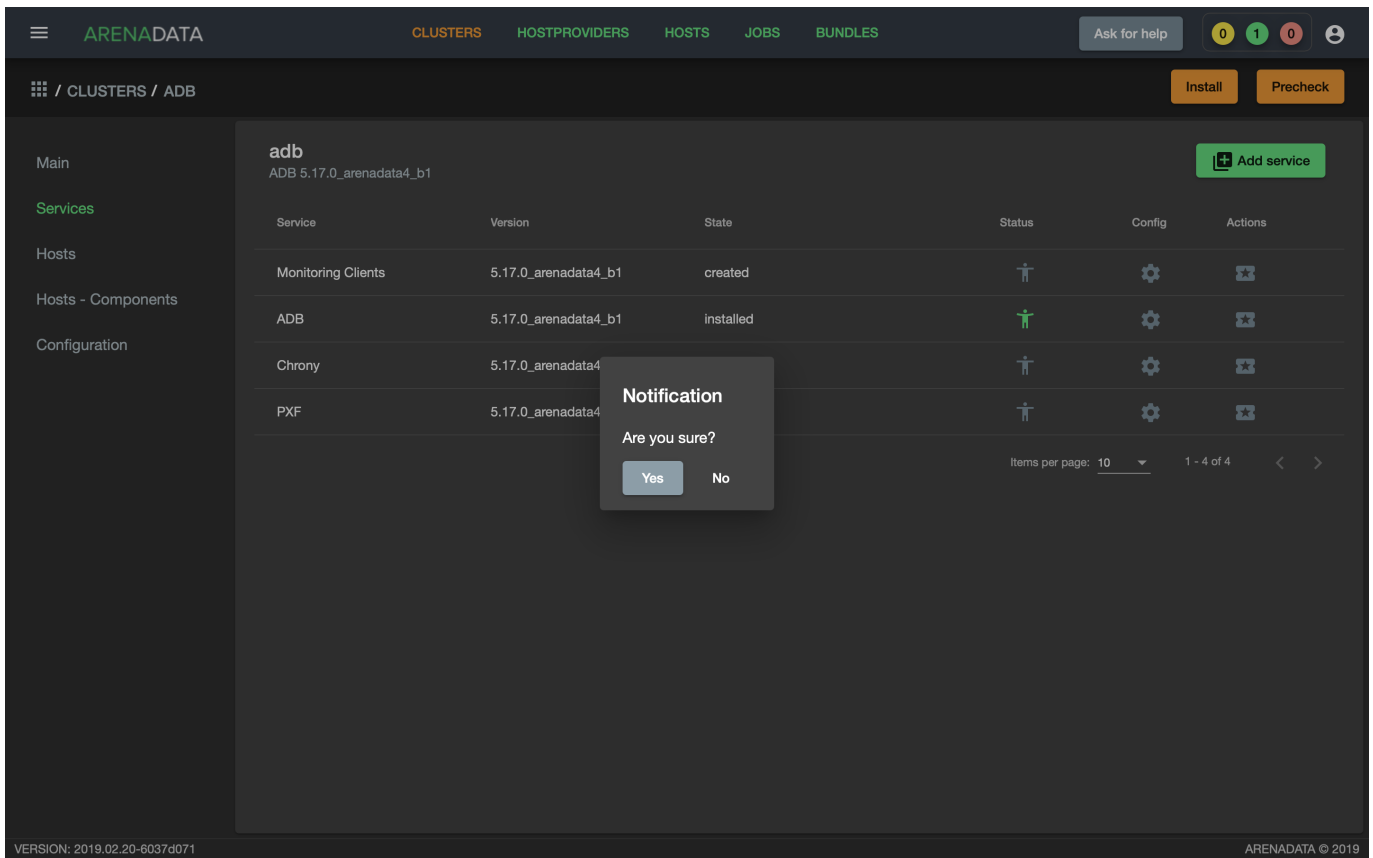 ARENADATA CLUSTERS HOSTPROVIDERS HOSTS JOBS BUNDLES Ask for help 0 1 0
/ CLUSTERS / ADB Install Precheck
Main
Services
Hosts
Hosts - Components
Configuration
adb
ADB 5.17.0_arenadata4_b1
Add service
Service Version State Status Config Actions
Monitoring Clients 5.17.0_arenadata4_b1 created
ADB 5.17.0_arenadata4_b1 installed
Chrony 5.17.0_arenadata4
PXF 5.17.0_arenadata4
Items per page: 10 1 - 4 of 4
Notification
Are you sure?
Yes No
VERSION: 2019.02.20-6037d071 ARENADATA © 2019